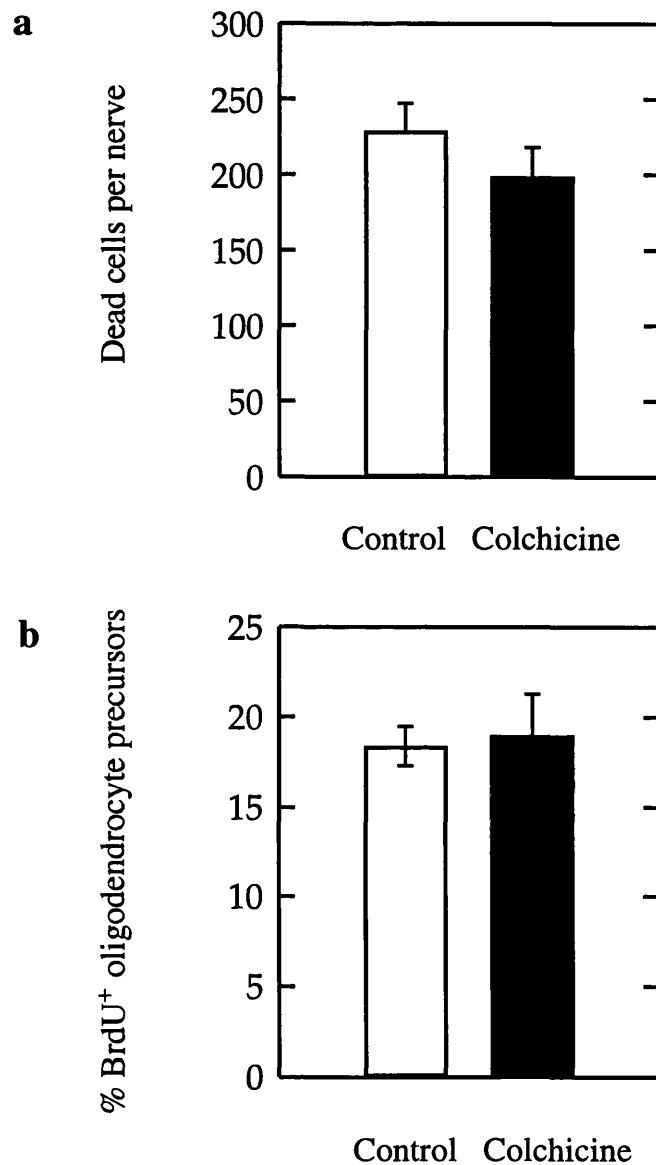 a
Dead cells per nerve
300
250
200
150
100
50
0
Control Colchicine
b
% BrdU⁺ oligodendrocyte precursors
25
20
15
10
5
0
Control Colchicine